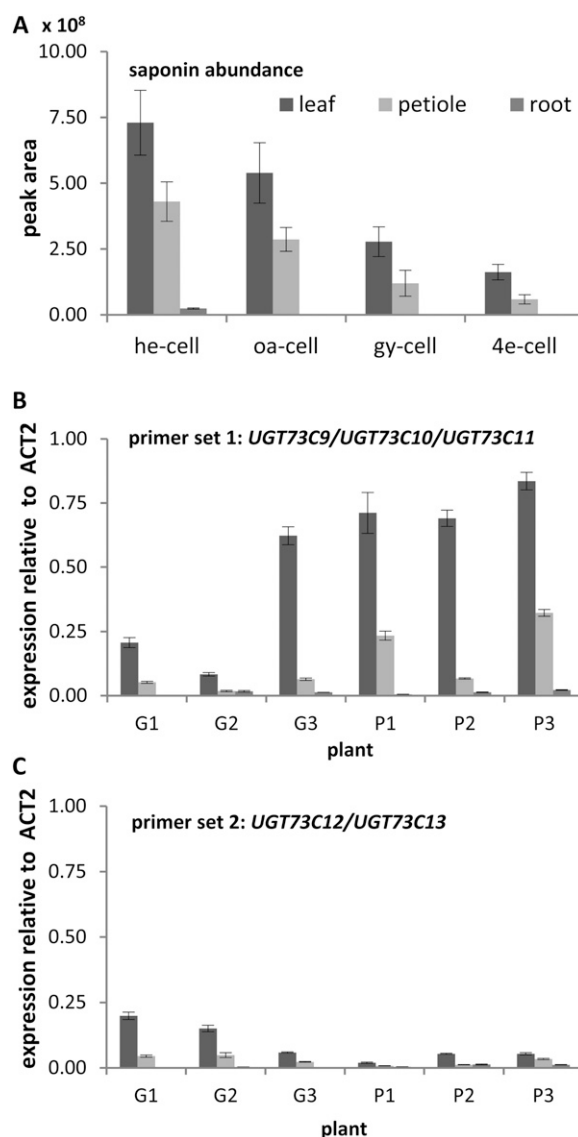 A x 10⁸
10.00
saponin abundance
leaf petiole root
7.50
5.00
2.50
0.00
peak area
he-cell oa-cell gy-cell 4e-cell
B
primer set 1: UGT73C9/UGT73C10/UGT73C11
1.00
0.75
0.50
0.25
0.00
expression relative to ACT2
G1 G2 G3 P1 P2 P3
plant
C
primer set 2: UGT73C12/UGT73C13
1.00
0.75
0.50
0.25
0.00
expression relative to ACT2
G1 G2 G3 P1 P2 P3
plant